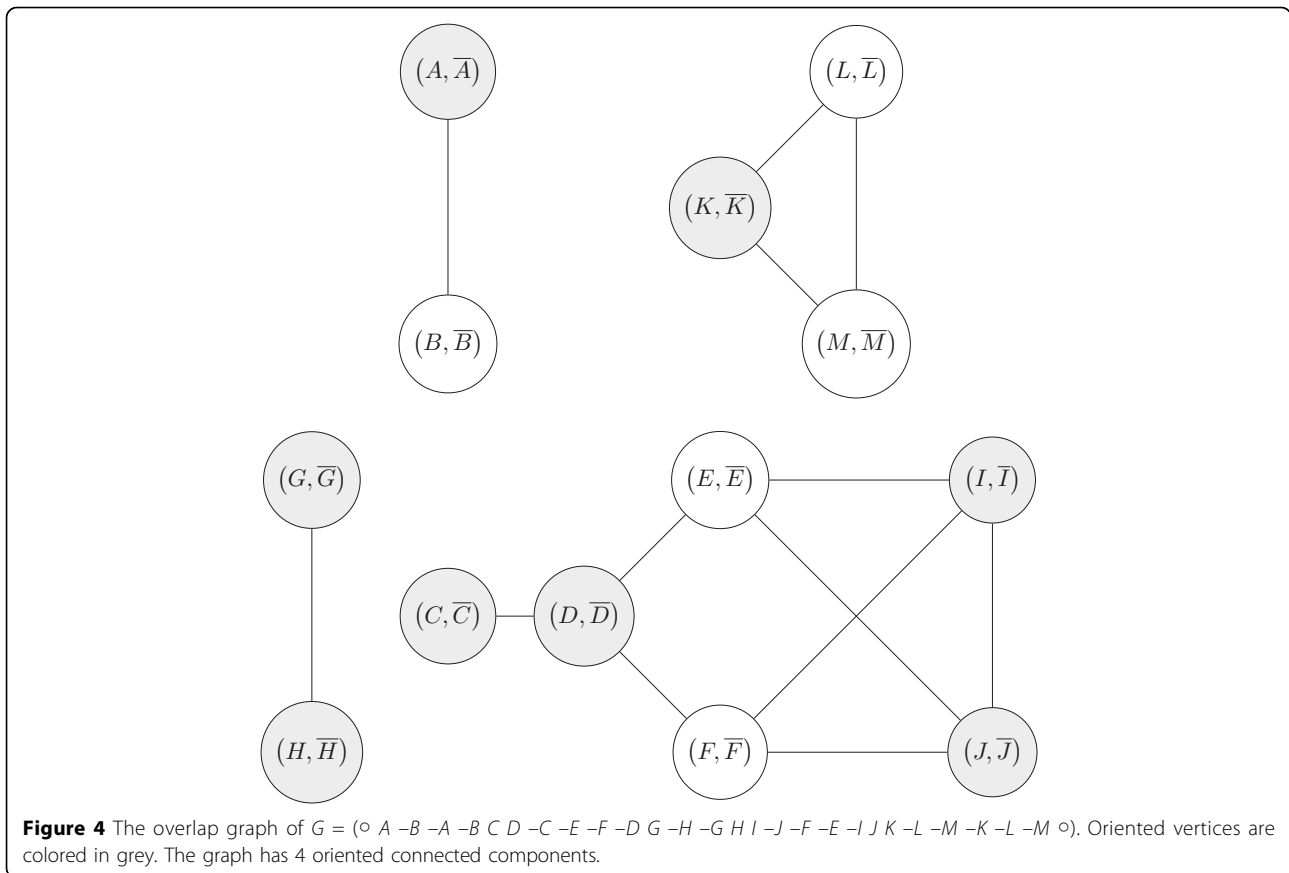 (A, A̅)
(L, L̅)
(K, K̅)
(B, B̅)
(M, M̅)
(G, G̅)
(E, E̅)
(I, I̅)
(C, C̅)
(D, D̅)
(H, H̅)
(F, F̅)
(J, J̅)
Figure 4 The overlap graph of G = (○ A –B –A –B C D –C –E –F –D G –H –G H I –J –F –E –I J K –L –M –K –L –M ○). Oriented vertices are
colored in grey. The graph has 4 oriented connected components.